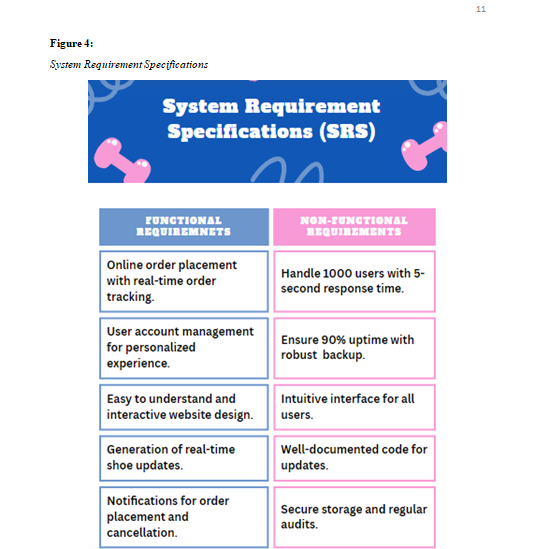 11
Figure 4:
System Requirement Specifications
System Requirement
Specifications (SRS)
FUNCTIONAL
REQUIREMNETS
NON-FUNCTIONAL
REQUIREMENTS
Online order placement
with real-time order
tracking.
Handle 1000 users with 5-
second response time.
User account management
for personalized
experience.
Ensure 90% uptime with
robust backup.
Easy to understand and
interactive website design.
Intuitive interface for all
users.
Generation of real-time
shoe updates.
Well-documented code for
updates.
Notifications for order
placement and
cancellation.
Secure storage and regular
audits.